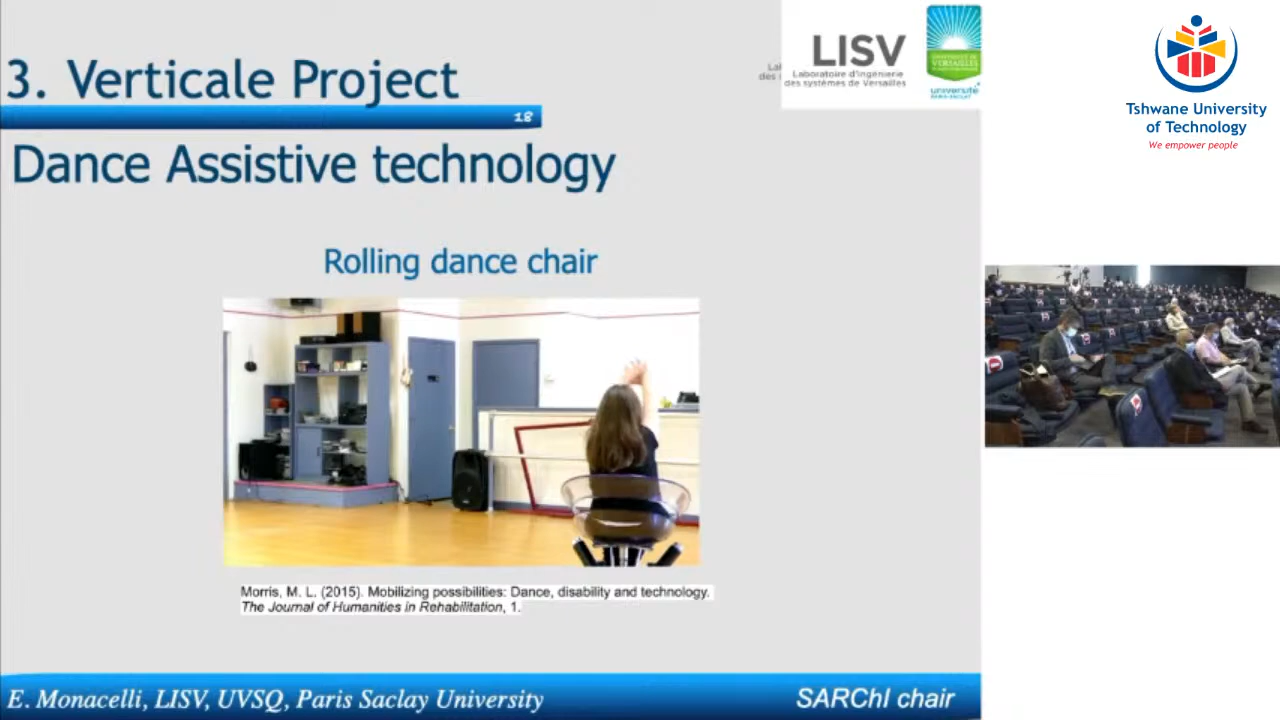 3. Verticale Project
18
LISV
Laboratoire d'ingénierie
des systèmes de Versailles
université
PARIS-SACLAY
Tshwane University
of Technology
We empower people
Dance Assistive technology
Rolling dance chair
Morris, M. L. (2015). Mobilizing possibilities: Dance, disability and technology.
The Journal of Humanities in Rehabilitation, 1.
E. Monacelli, LISV, UVSQ, Paris Saclay University
SARChI chair